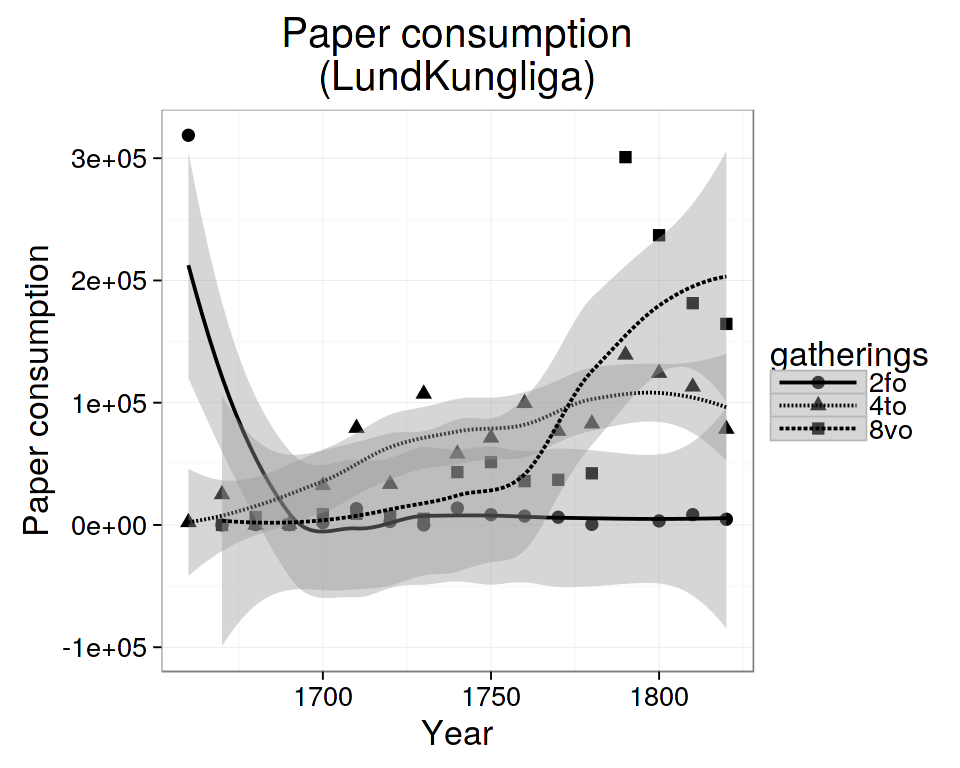 Paper consumption
(LundKungliga)
3e+05
2e+05
1e+05
0e+00
-1e+05
Paper consumption
1700
1750
1800
Year
gatherings
2fo
4to
8vo